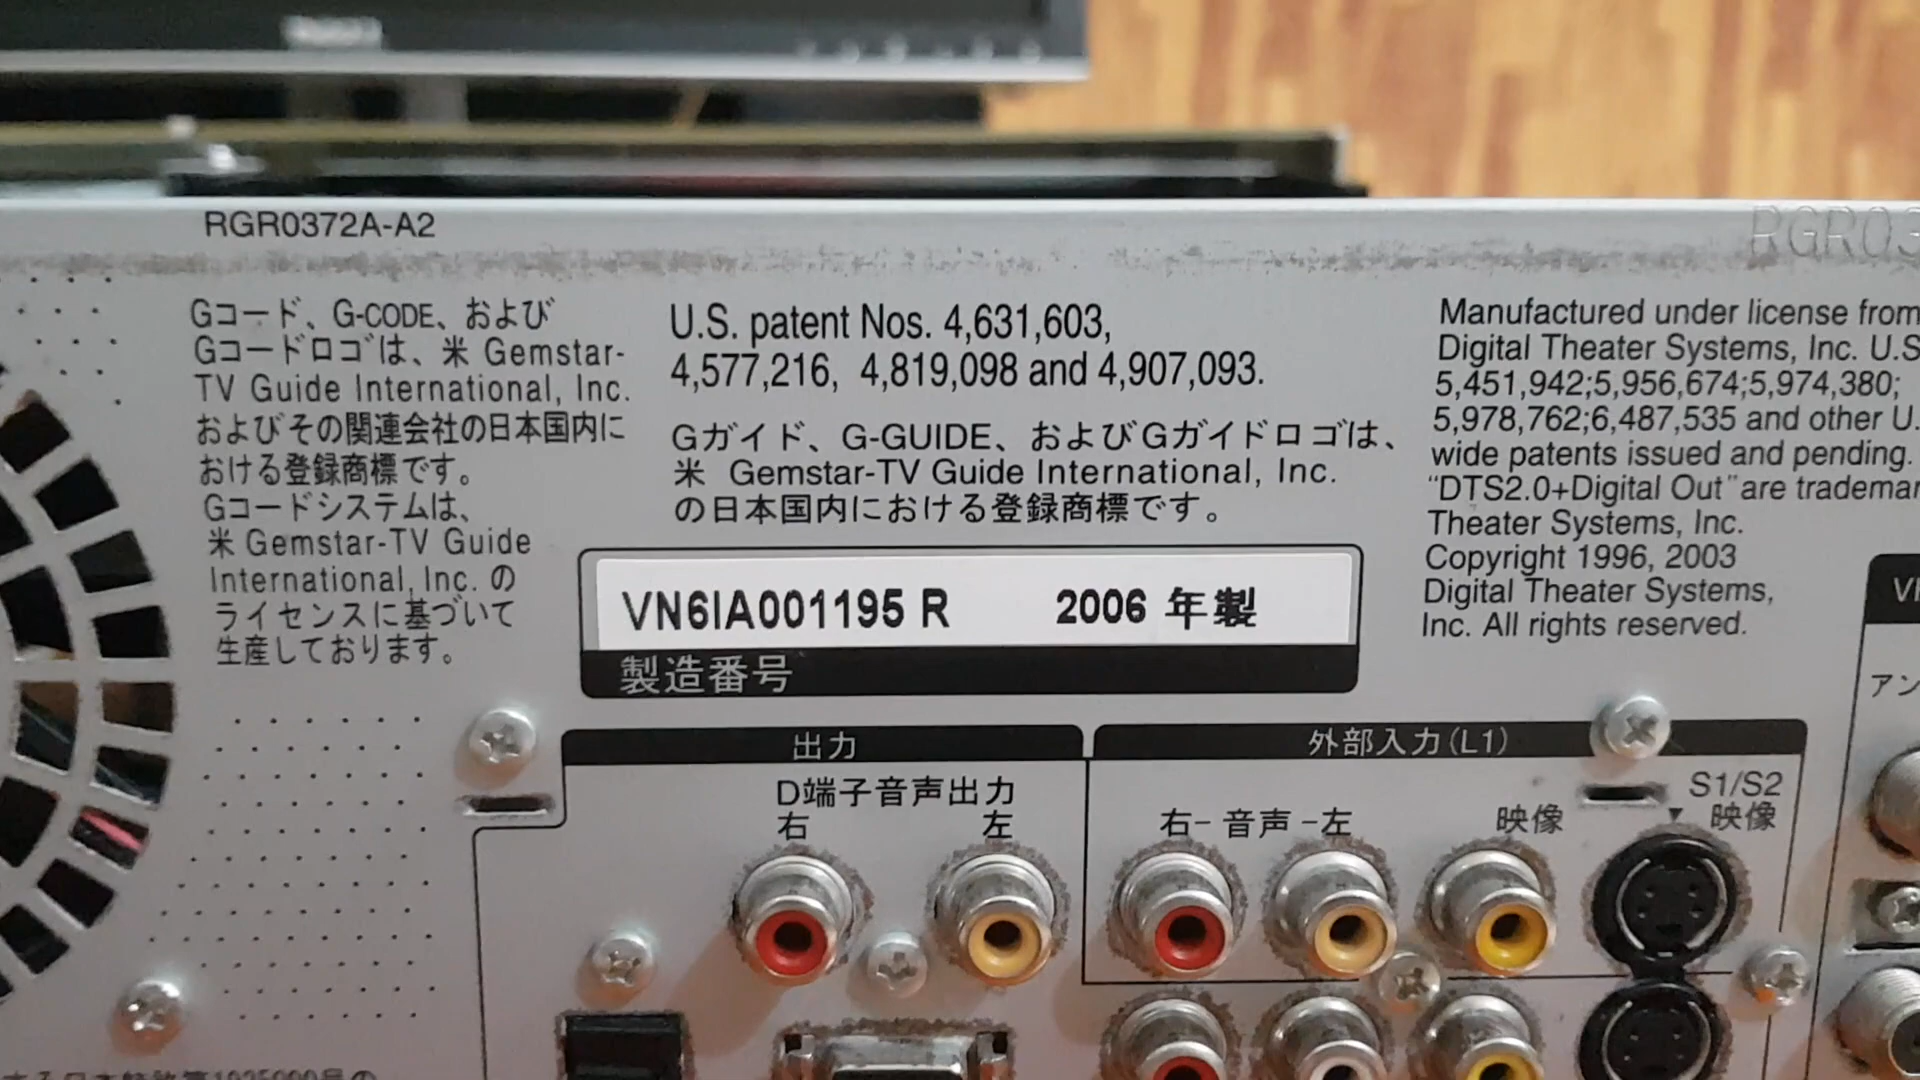 RGR0372A-A2
Gコード、G-CODE、および
Gコードロゴは、米 Gemstar-
TV Guide International, Inc.
およびその関連会社の日本国内に
おける登録商標です。
Gコードシステムは、
米 Gemstar-TV Guide
International, Inc. の
ライセンスに基づいて
生産しております。
U.S. patent Nos. 4,631,603,
4,577,216, 4,819,098 and 4,907,093.
Gガイド、G-GUIDE、およびGガイドロゴは、
米 Gemstar-TV Guide International, Inc.
の日本国内における登録商標です。
Manufactured under license from
Digital Theater Systems, Inc. U.S
5,451,942;5,956,674;5,974,380;
5,978,762;6,487,535 and other U.
wide patents issued and pending.
“DTS2.0+Digital Out” are
Theater Systems, Inc.
Copyright 1996, 2003
Digital Theater Systems,
Inc. All rights reserved.
VN6IA001195 R 2006 年製
製造番号
出力
D端子音声出力
右 左
外部入力(L1)
右- 音声 -左
映像
S1/S2
映像